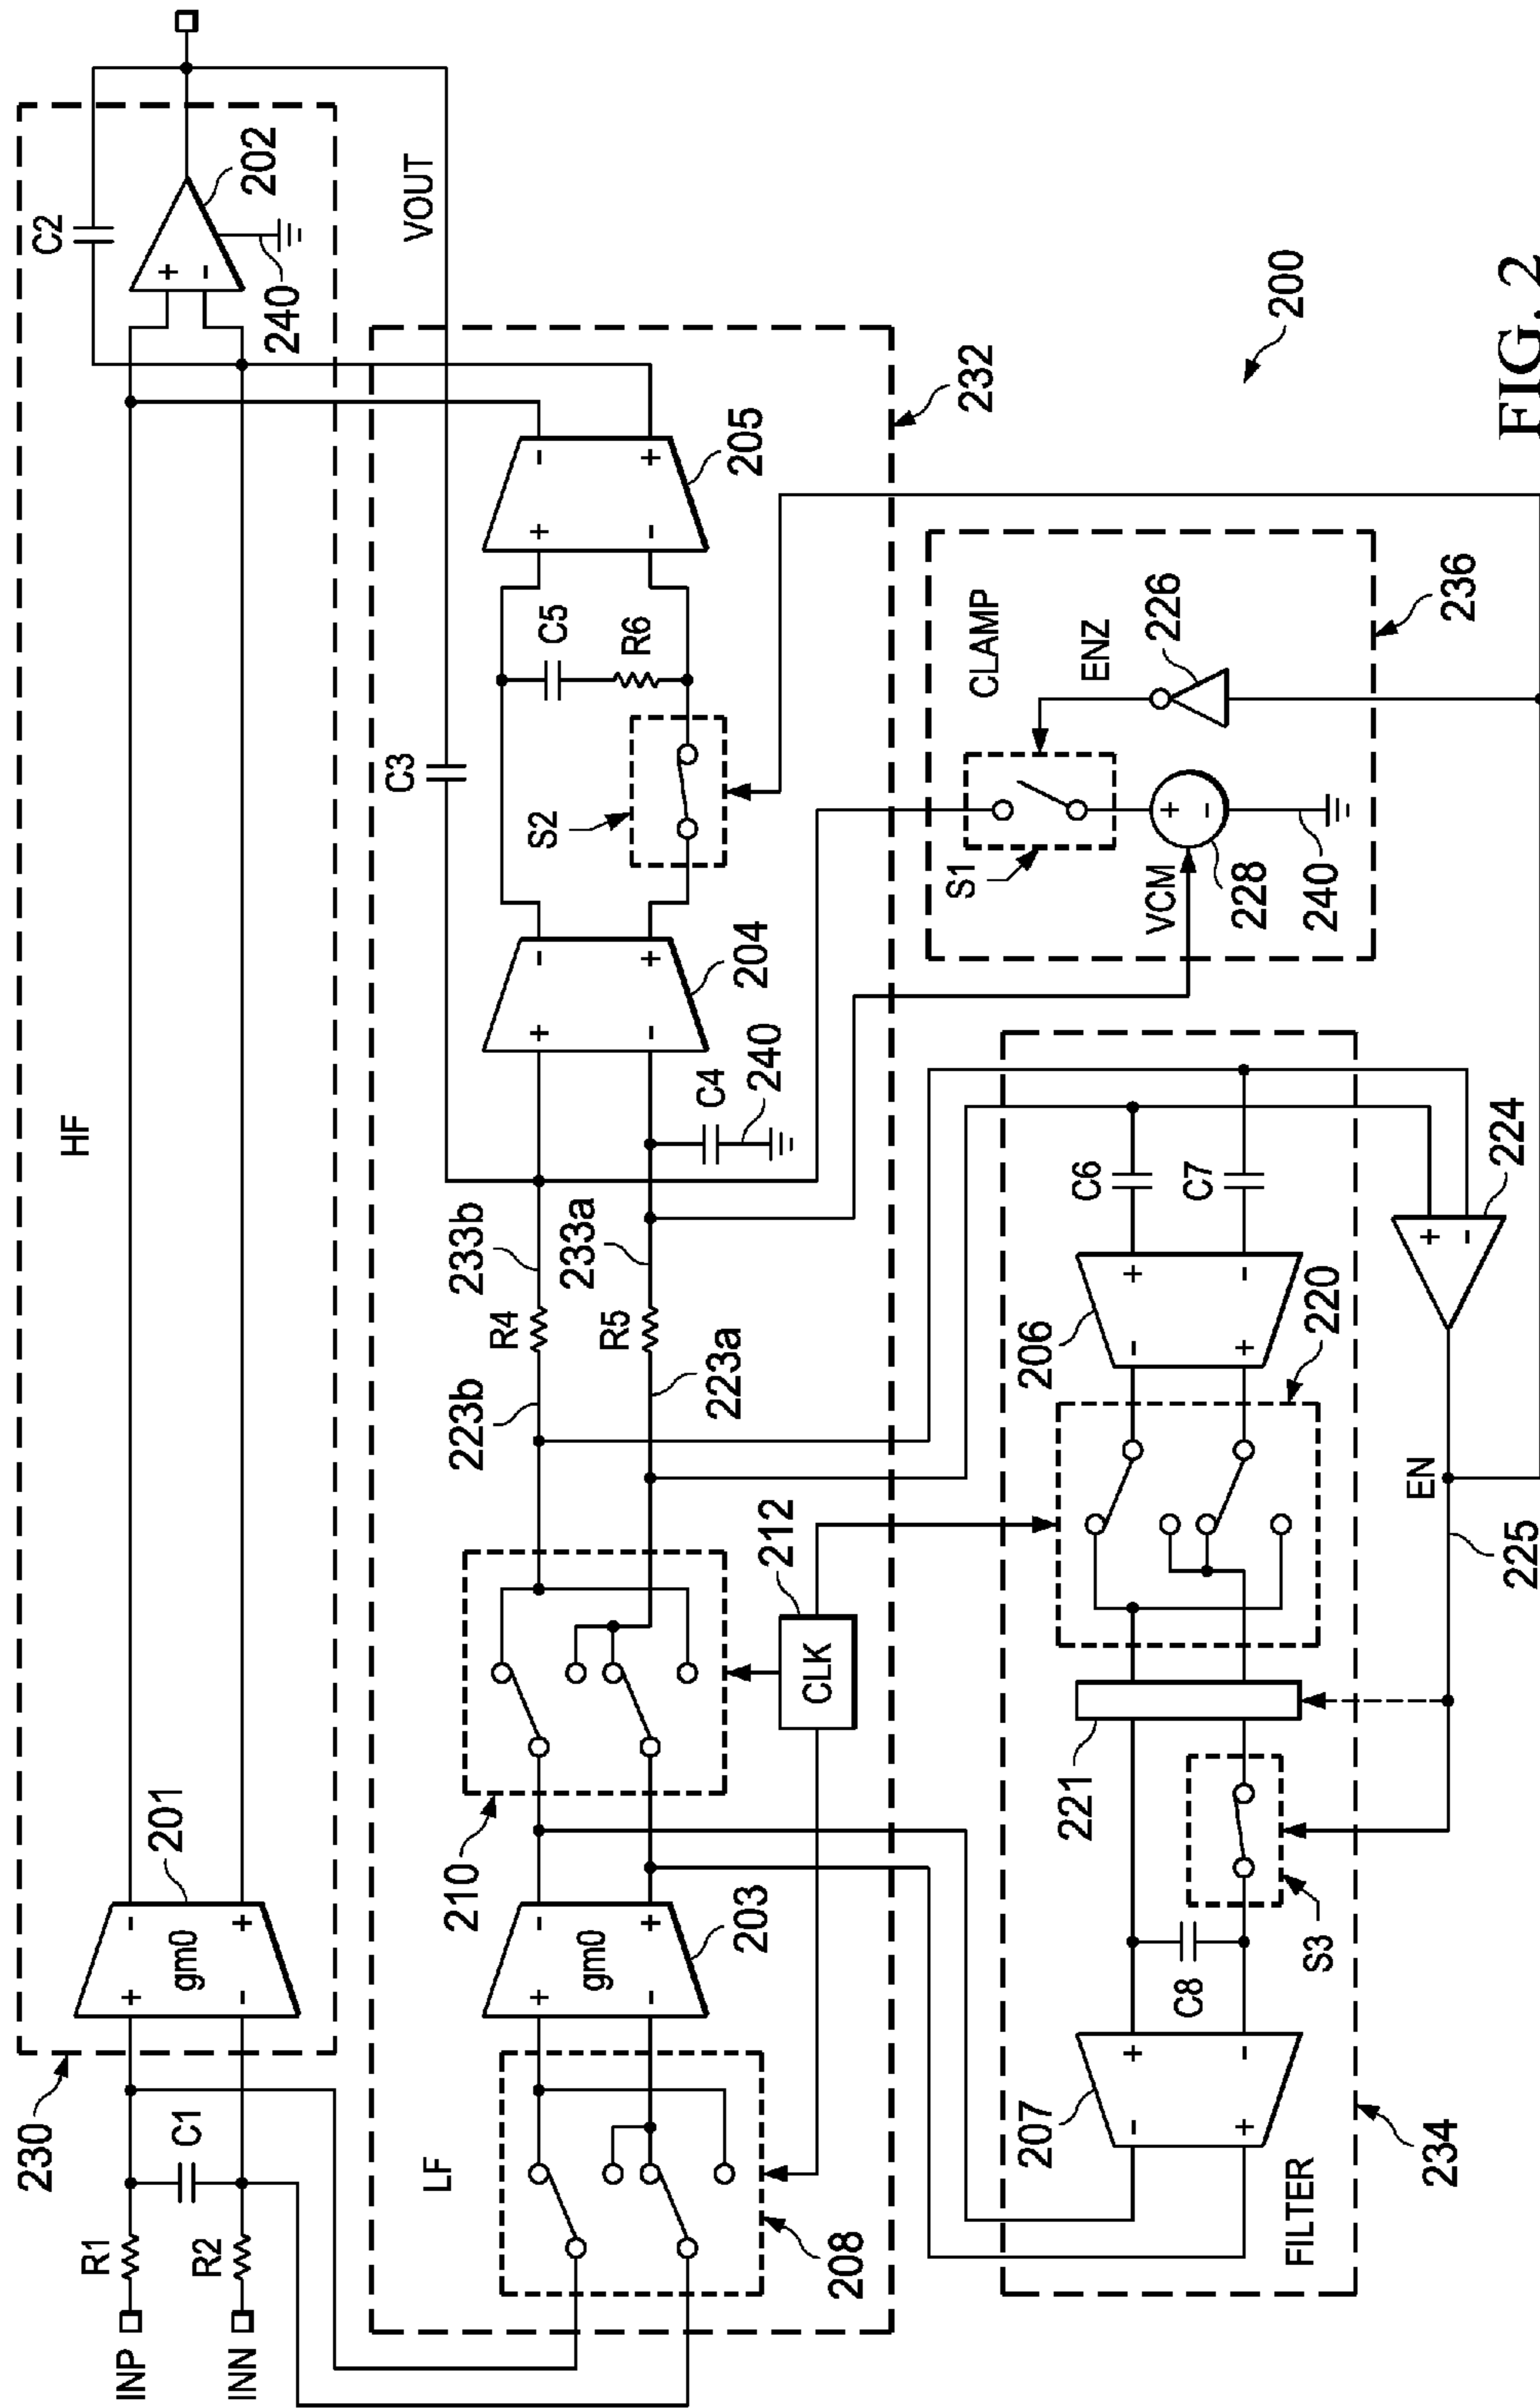 INP
INN
R1
R2
C1
230
+
-
gm0
-
+
201
HF
C2
+
-
202
240
VOUT
LF
208
+
-
gm0
-
+
203
210
CLK
212
223b
R4
233b
223a
R5
233a
C3
C4
240
+
-
-
+
204
S2
C5
R6
+
-
-
+
205
232
FILTER
234
207
-
+
+
-
C8
S3
221
220
206
-
+
+
-
C6
C7
EN
225
+
-
224
S1
CLAMP
ENZ
226
VCM
+
-
228
240
236
200
FIG. 2